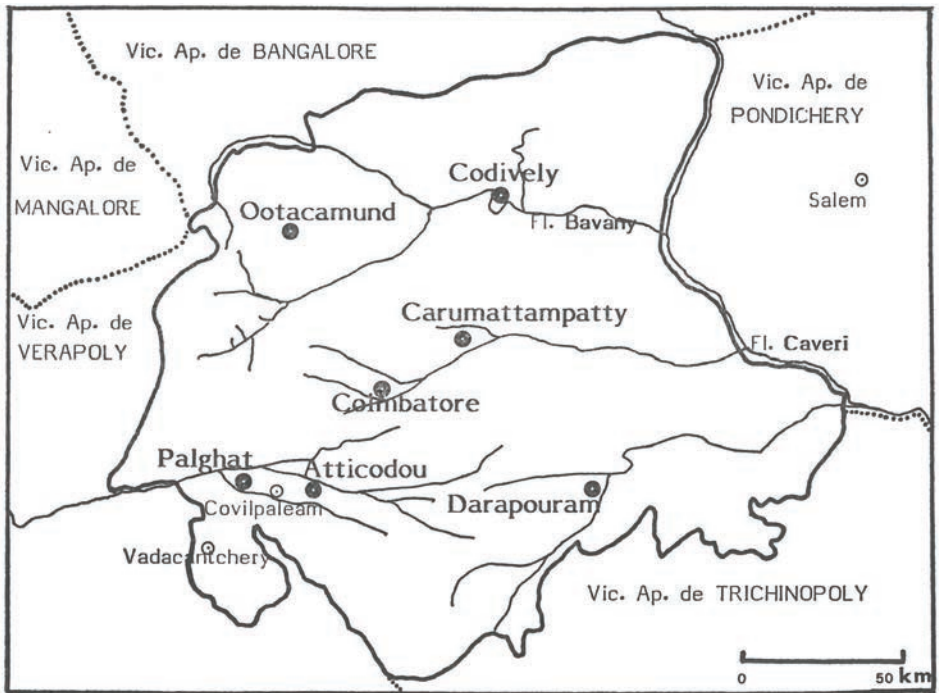 Vic. Ap. de BANGALORE
Vic. Ap. de
PONDICHERY
Vic. Ap. de
MANGALORE
Codively
Salem
Ootacamund
Fl. Bavany
Vic. Ap. de
VERAPOLY
Carumattampatty
Fl. Caveri
Coimbatore
Palghat
Atticodou
Covilpaleam
Darapouram
Vadacantchery
Vic. Ap. de TRICHINOPOLY
0 50 km